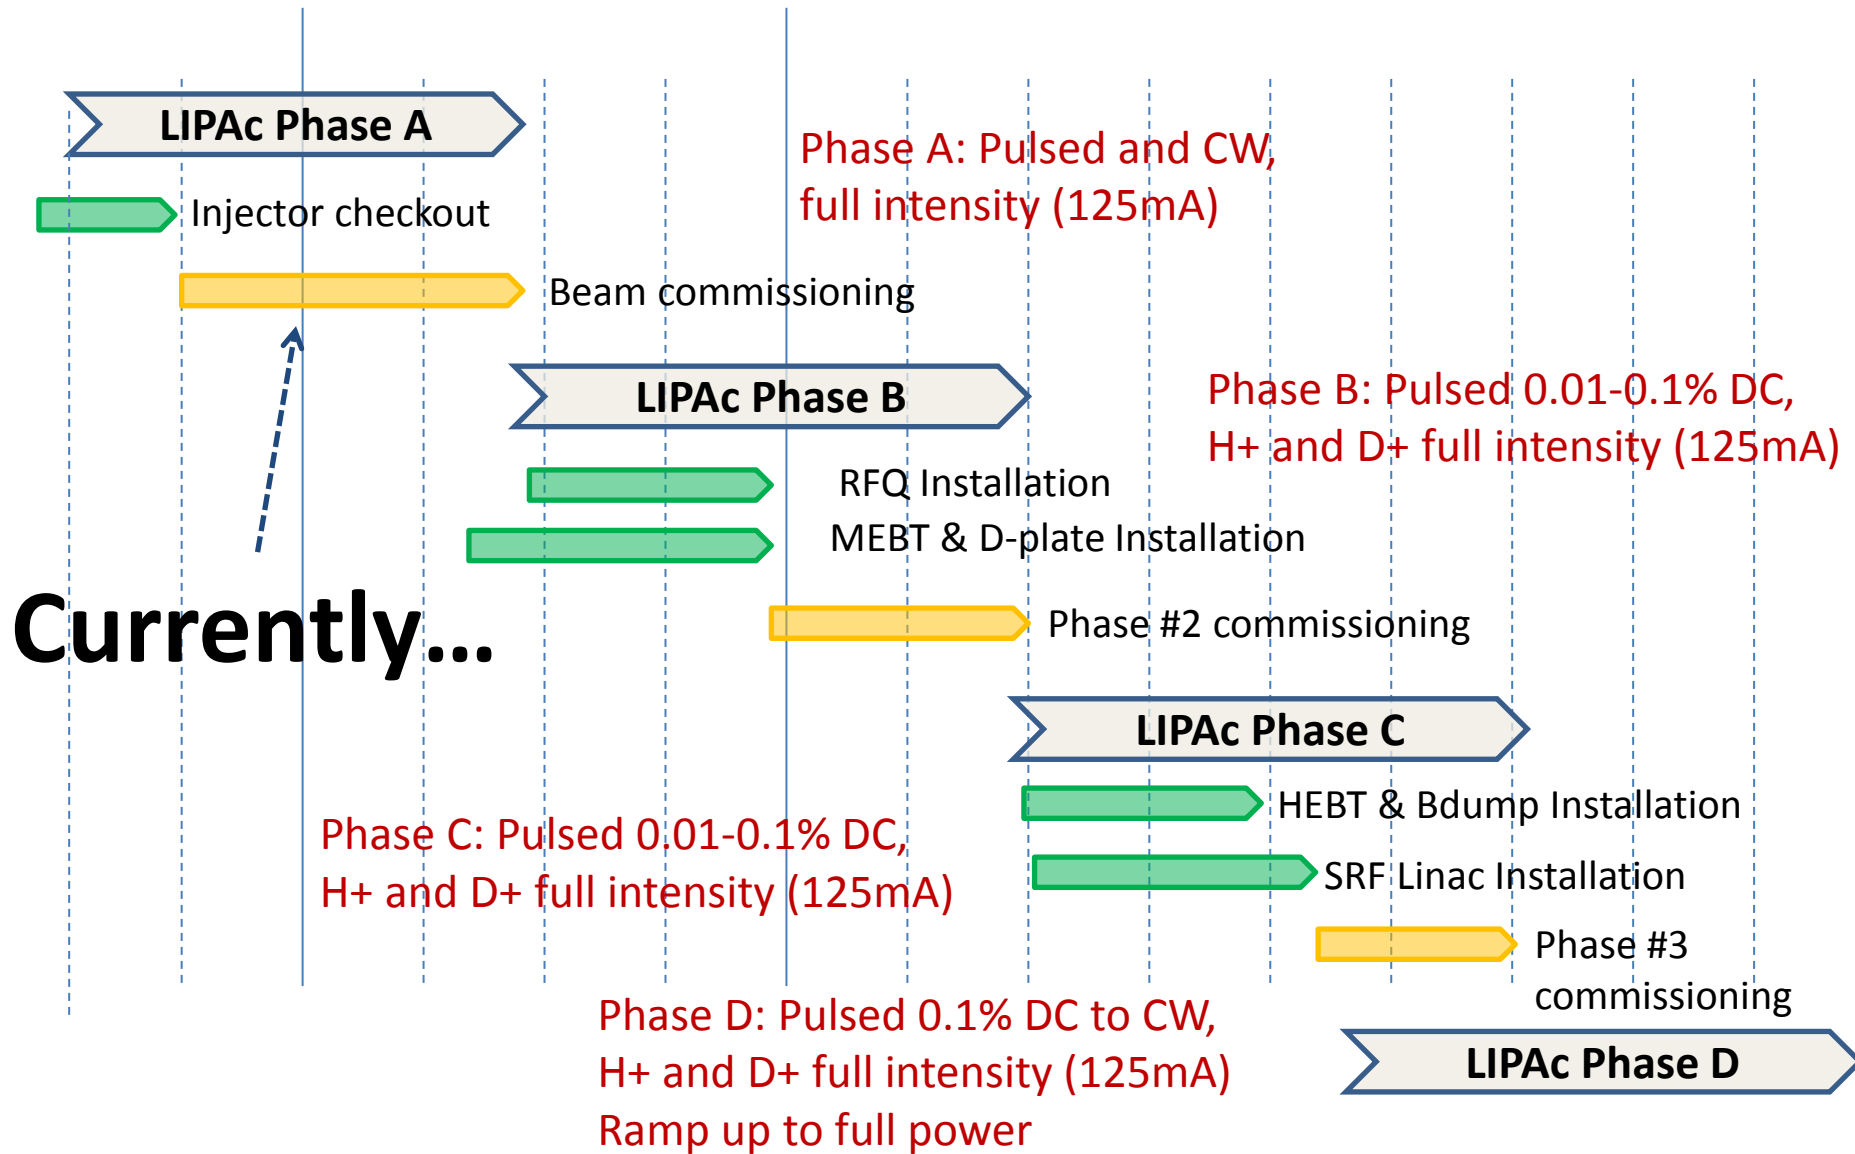 LIPAc Phase A
Phase A: Pulsed and CW,
full intensity (125mA)
Injector checkout
Beam commissioning
LIPAc Phase B
Phase B: Pulsed 0.01-0.1% DC,
H+ and D+ full intensity (125mA)
RFQ Installation
MEBT & D-plate Installation
Currently...
Phase #2 commissioning
LIPAc Phase C
HEBT & Bdump Installation
Phase C: Pulsed 0.01-0.1% DC,
H+ and D+ full intensity (125mA)
SRF Linac Installation
Phase #3
commissioning
Phase D: Pulsed 0.1% DC to CW,
H+ and D+ full intensity (125mA)
Ramp up to full power
LIPAc Phase D